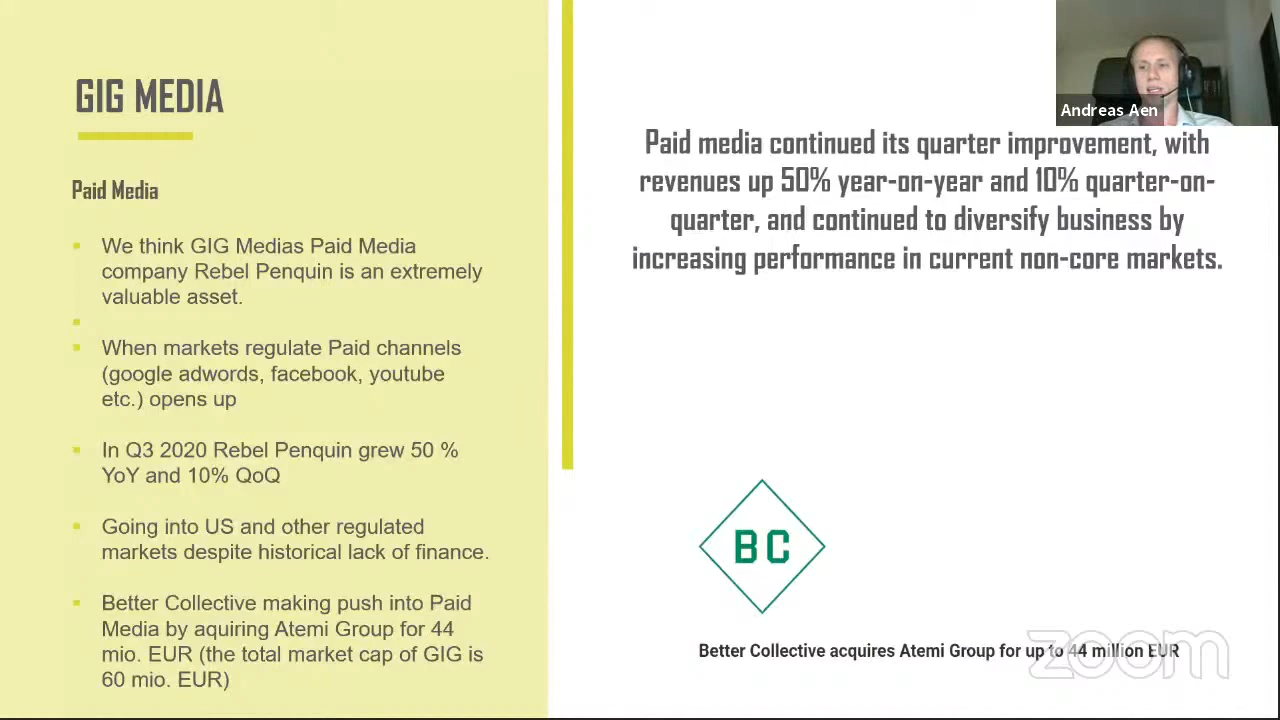 GIG MEDIA
Paid Media
We think GIG Medias Paid Media
company Rebel Penquin is an extremely
valuable asset.
When markets regulate Paid channels
(google adwords, facebook, youtube
etc.) opens up
In Q3 2020 Rebel Penquin grew 50 %
YoY and 10% QoQ
Going into US and other regulated
markets despite historical lack of finance.
Better Collective making push into Paid
Media by aquiring Atemi Group for 44
mio. EUR (the total market cap of GIG is
60 mio. EUR)
Andreas Aen
Paid media continued its quarter improvement, with
revenues up 50% year-on-year and 10% quarter-on-
quarter, and continued to diversify business by
increasing performance in current non-core markets.
BC
Better Collective acquires Atemi Group for up to 44 million EUR
zoom